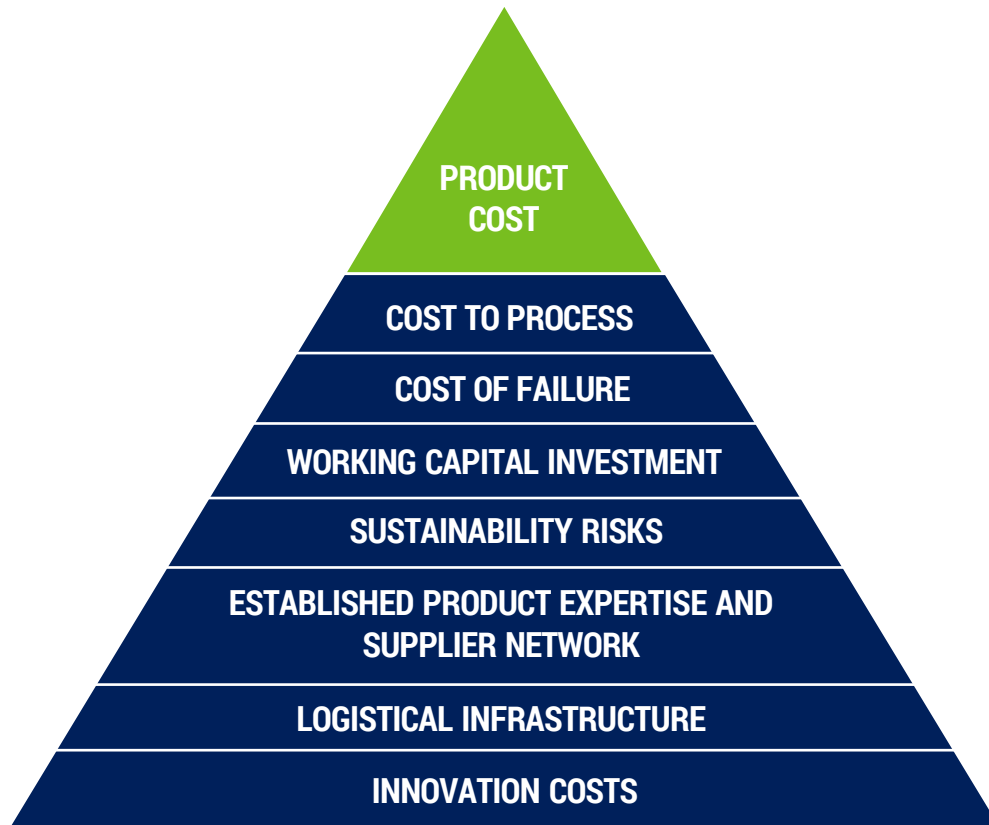 PRODUCT
COST
COST TO PROCESS
COST OF FAILURE
WORKING CAPITAL INVESTMENT
SUSTAINABILITY RISKS
ESTABLISHED PRODUCT EXPERTISE AND
SUPPLIER NETWORK
LOGISTICAL INFRASTRUCTURE
INNOVATION COSTS